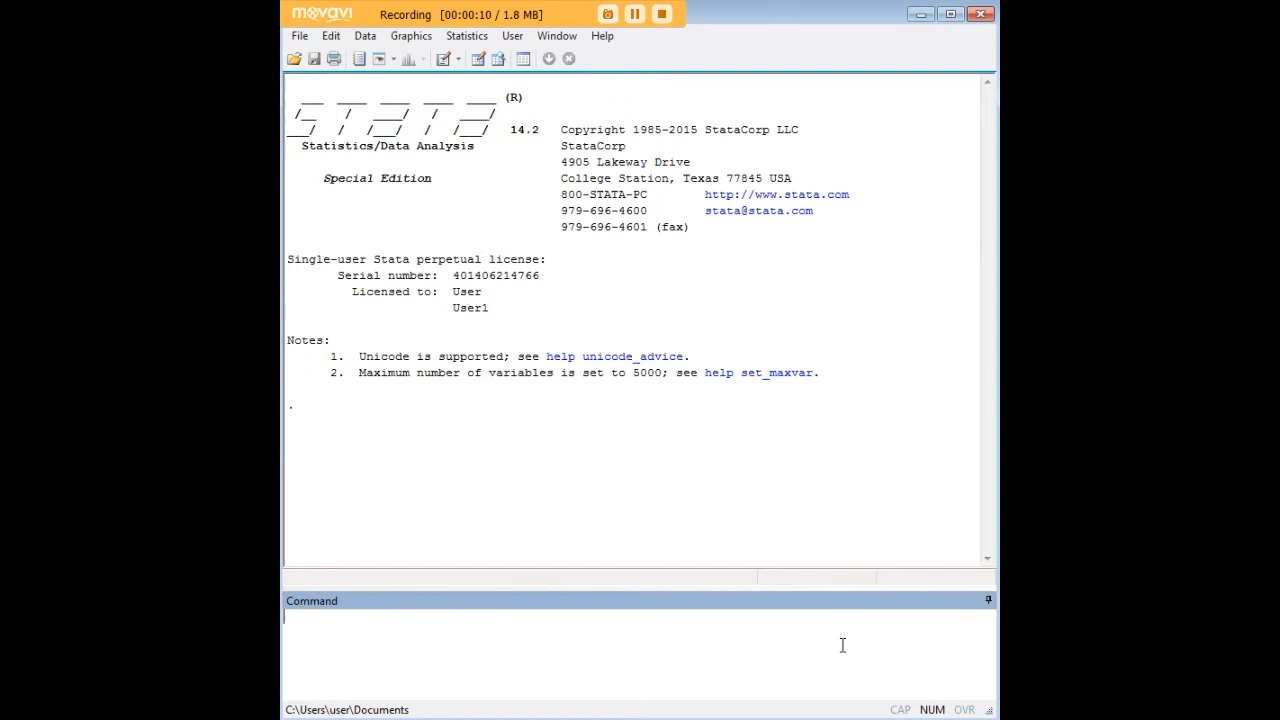 movavi Recording [00:00:10 / 1.8 MB]
File Edit Data Graphics Statistics User Window Help
(R)
STATA 14.2 Copyright 1985-2015 StataCorp LLC
Statistics/Data Analysis StataCorp
4905 Lakeway Drive
Special Edition College Station, Texas 77845 USA
800-STATA-PC http://www.stata.com
979-696-4600 stata@stata.com
979-696-4601 (fax)
Single-user Stata perpetual license:
Serial number: 401406214766
Licensed to: User
User1
Notes:
1. Unicode is supported; see help unicode_advice.
2. Maximum number of variables is set to 5000; see help set_maxvar.
.
Command
C:\Users\user\Documents CAP NUM OVR